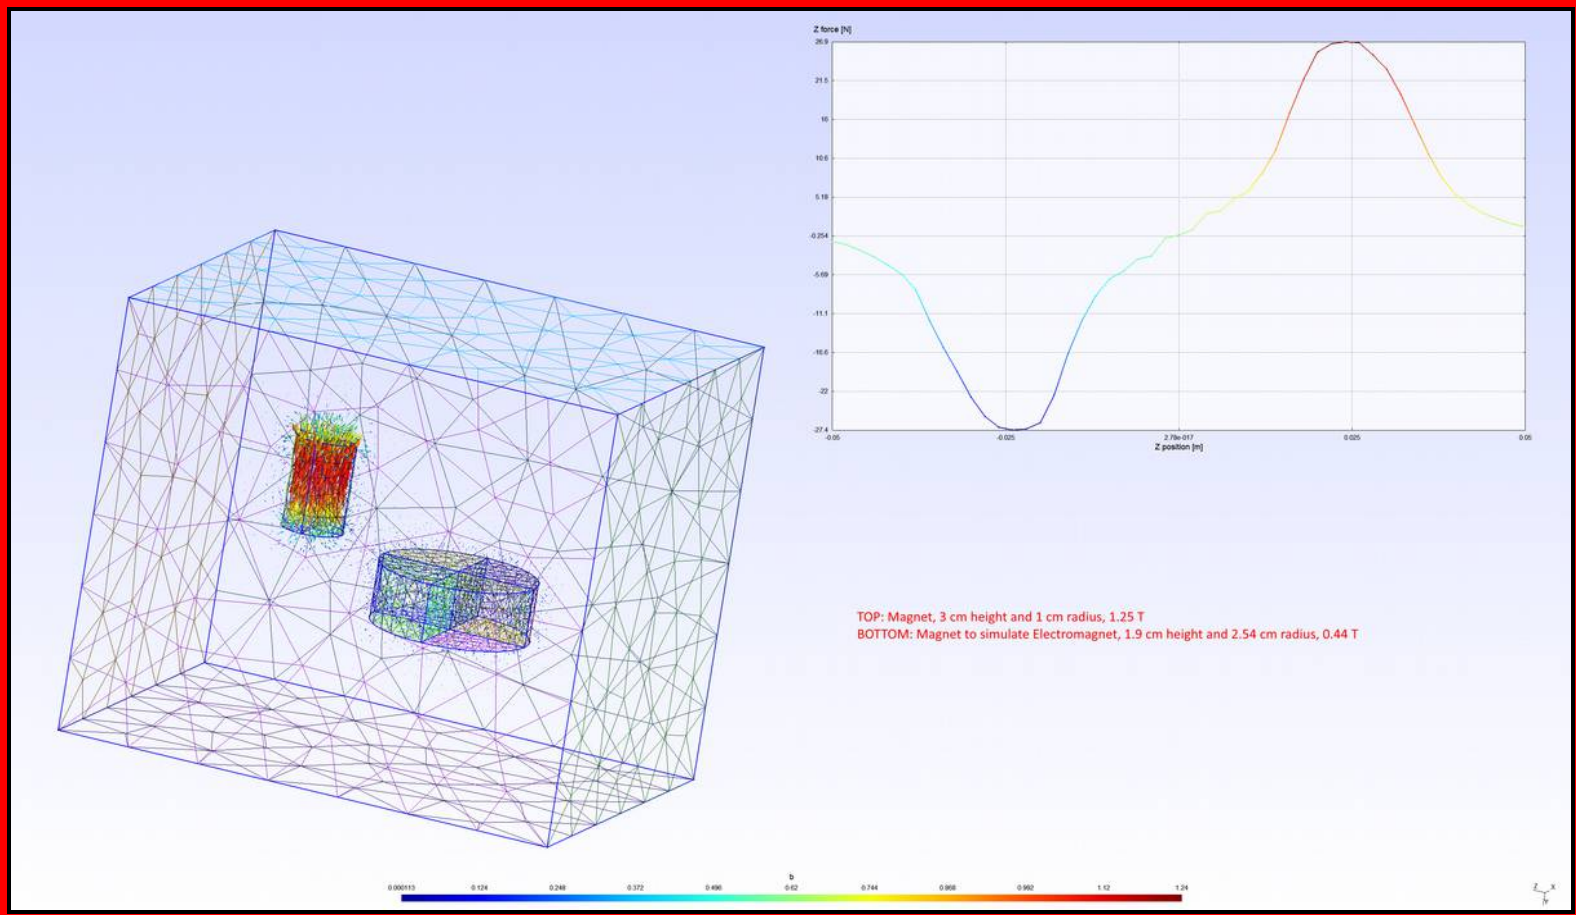 Z force [N]
26.9
21.5
16
10.6
5.19
-0.254
-5.69
-11.1
-16.6
-22
-27.4
-0.05 -0.025 2.78e-017 0.025 0.05
Z position [m]
TOP: Magnet, 3 cm height and 1 cm radius, 1.25 T
BOTTOM: Magnet to simulate Electromagnet, 1.9 cm height and 2.54 cm radius, 0.44 T
b
0.000113 0.124 0.248 0.372 0.496 0.62 0.744 0.868 0.992 1.12 1.24
Z X
Y